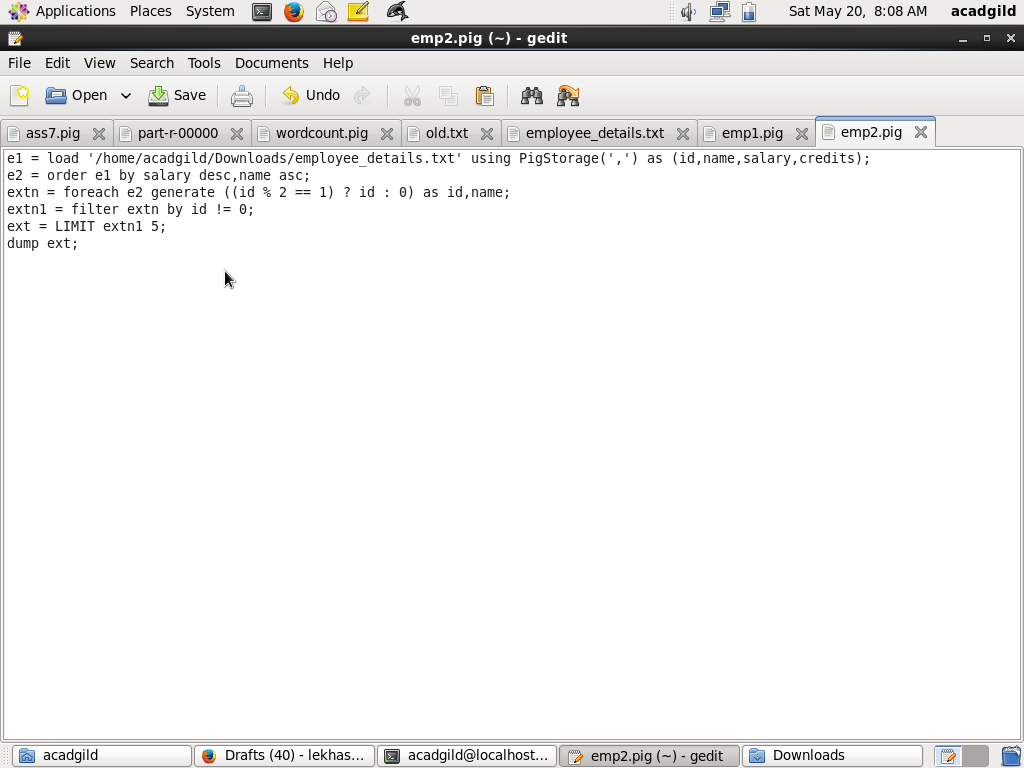 Applications Places System Sat May 20, 8:08 AM acadgild
emp2.pig (~) - gedit
File Edit View Search Tools Documents Help
Open Save Undo
ass7.pig part-r-00000 wordcount.pig old.txt employee_details.txt emp1.pig emp2.pig
e1 = load '/home/acadgild/Downloads/employee_details.txt' using PigStorage(',') as (id,name,salary,credits);
e2 = order e1 by salary desc,name asc;
extn = foreach e2 generate ((id % 2 == 1) ? id : 0) as id,name;
extn1 = filter extn by id != 0;
ext = LIMIT extn1 5;
dump ext;
acadgild Drafts (40) - lekhas... acadgild@localhost... emp2.pig (~) - gedit Downloads